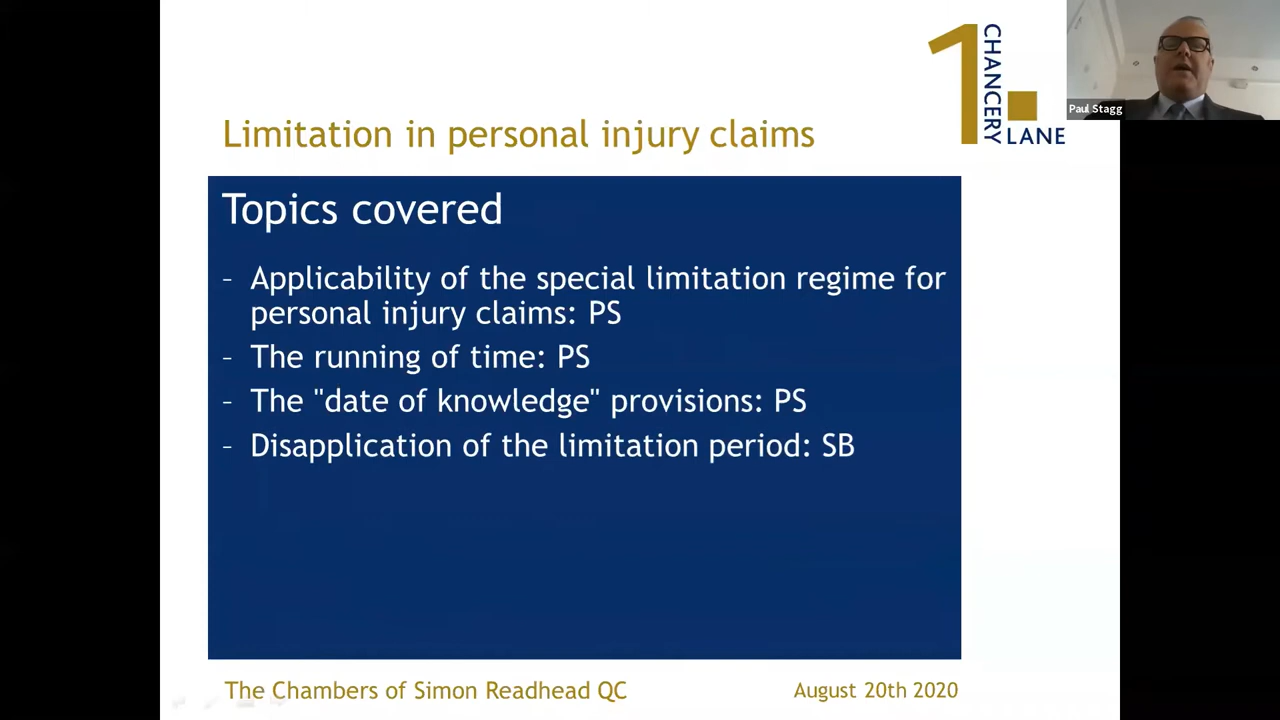 1 CHANCERY LANE
Paul Stagg
Limitation in personal injury claims
Topics covered
- Applicability of the special limitation regime for
personal injury claims: PS
- The running of time: PS
- The "date of knowledge" provisions: PS
- Disapplication of the limitation period: SB
The Chambers of Simon Readhead QC
August 20th 2020